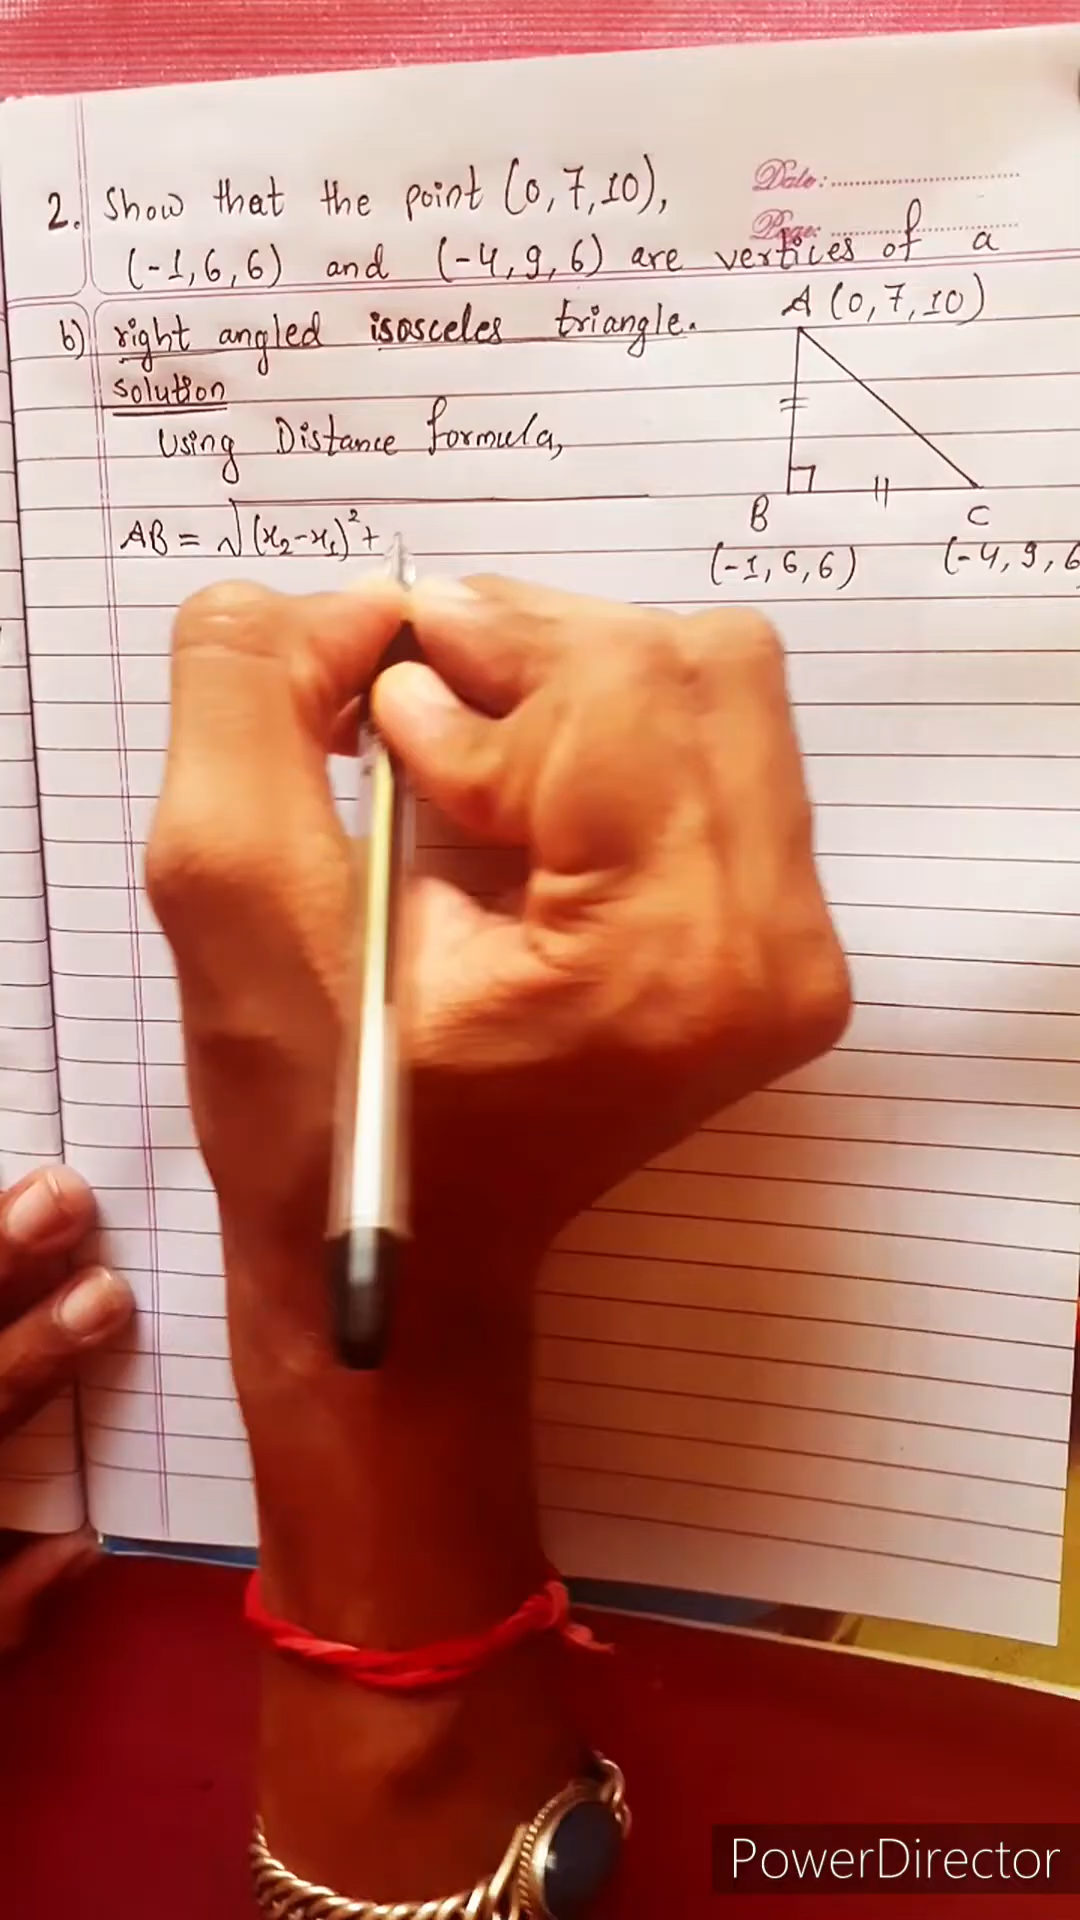 Date:
Page:
2. Show that the point (0,7,10),
(-1,6,6) and (-4,9,6) are vertices of a
b) right angled isosceles triangle.
A (0,7,10)
Solution
Using Distance formula,
AB = √(x₂-x₁)²+
B
C
(-1,6,6)
(-4,9,6
PowerDirector